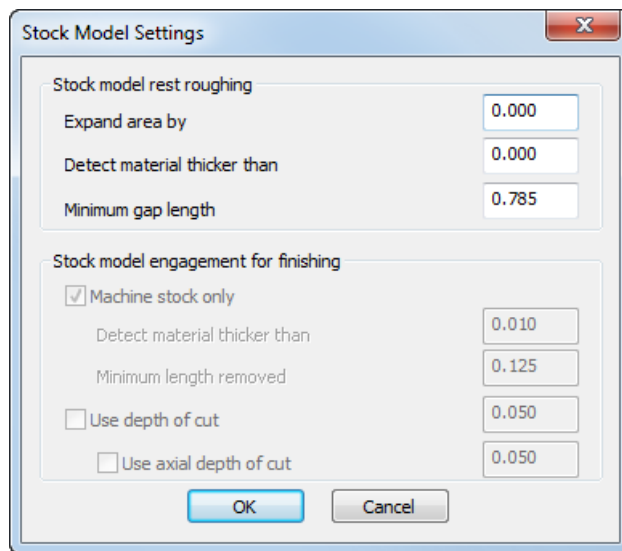 Stock Model Settings
Stock model rest roughing
Expand area by 0.000
Detect material thicker than 0.000
Minimum gap length 0.785
Stock model engagement for finishing
Machine stock only
Detect material thicker than 0.010
Minimum length removed 0.125
Use depth of cut 0.050
Use axial depth of cut 0.050
OK Cancel